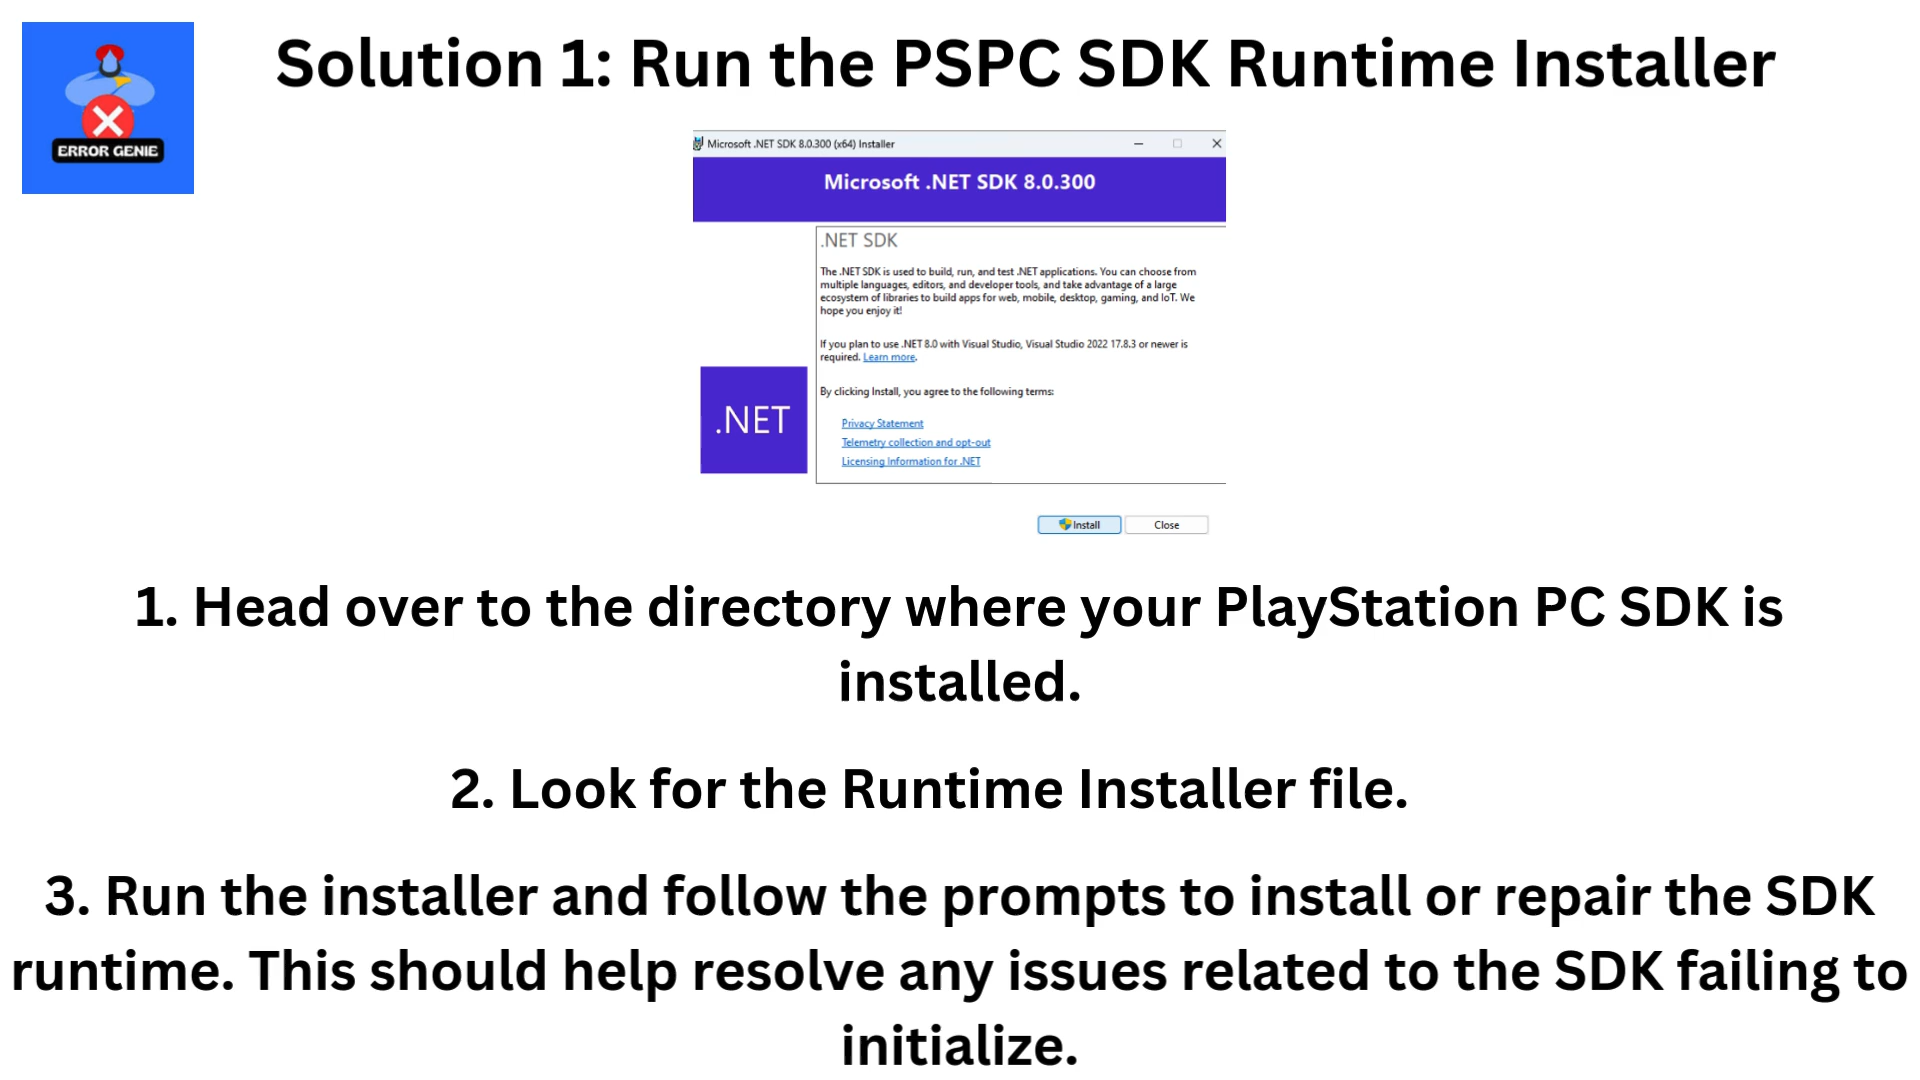 ERROR GENIE
Solution 1: Run the PSPC SDK Runtime Installer
Microsoft .NET SDK 8.0.300 (x64) Installer
Microsoft .NET SDK 8.0.300
.NET SDK
The .NET SDK is used to build, run, and test .NET applications. You can choose from
multiple languages, editors, and developer tools, and take advantage of a large
ecosystem of libraries to build apps for web, mobile, desktop, gaming, and IoT. We
hope you enjoy it!
If you plan to use .NET 8.0 with Visual Studio, Visual Studio 2022 17.8.3 or newer is
required. Learn more.
By clicking Install, you agree to the following terms:
.NET
Privacy Statement
Telemetry collection and opt-out
Licensing Information for .NET
Install
Close
1. Head over to the directory where your PlayStation PC SDK is
installed.
2. Look for the Runtime Installer file.
3. Run the installer and follow the prompts to install or repair the SDK
runtime. This should help resolve any issues related to the SDK failing to
initialize.